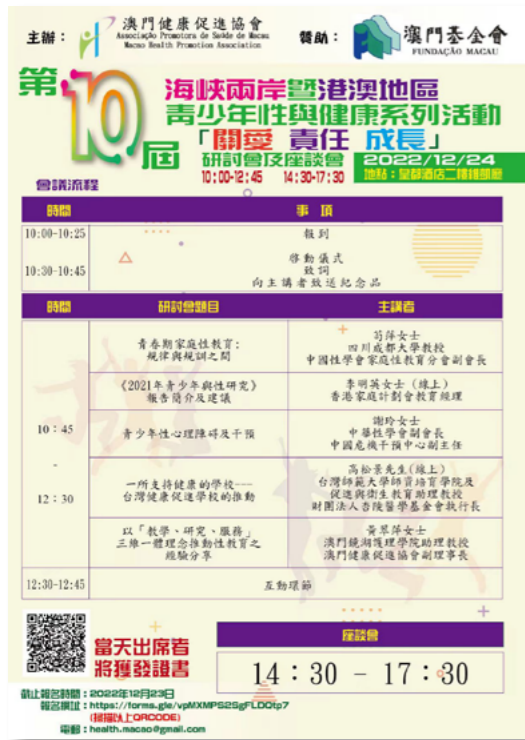 主辦：
澳門健康促進協會
Associação Promotora de Saúde de Macau
Macao Health Promotion Association
贊助：
澳門基金會
FUNDAÇÃO MACAU
第10屆
海峽兩岸暨港澳地區
青少年性與健康系列活動
「關愛 責任 成長」
研討會及座談會
10:00-12:45 14:30-17:30
2022/12/24
地點：皇都酒店二樓維都廳
會議流程
時間 事 項
10:00-10:25 報到
10:30-10:45
啓動儀式
致詞
向主講者致送紀念品
時間 研討會題目 主講者
10：45
-
12：30
青春期家庭性教育：
規律與規訓之間
芶萍女士
四川成都大學教授
中國性學會家庭性教育分會副會長
《2021年青少年與性研究》
報告簡介及建議
李明英女士（線上）
香港家庭計劃會教育經理
青少年性心理障碍及干預
謝玲女士
中華性學會副會長
中國危機干預中心副主任
一所支持健康的學校---
台灣健康促進學校的推動
高松景先生(線上)
台灣師範大學師資培育學院及
促進與衛生教育助理教授
財團法人杏陵醫學基金會執行長
以「教學、研究、服務」
三維一體理念推動性教育之
經驗分享
黃翠萍女士
澳門鏡湖護理學院助理教授
澳門健康促進協會副理事長
12:30-12:45 互動環節
當天出席者
將獲發證書
座談會
14：30 - 17：30
截止報名時間：2022年12月23日
報名模址：https://forms.gle/vpMXMPS2SgFLDQtp7
(掃描以上QRCODE)
電郵：health.macao@gmail.com